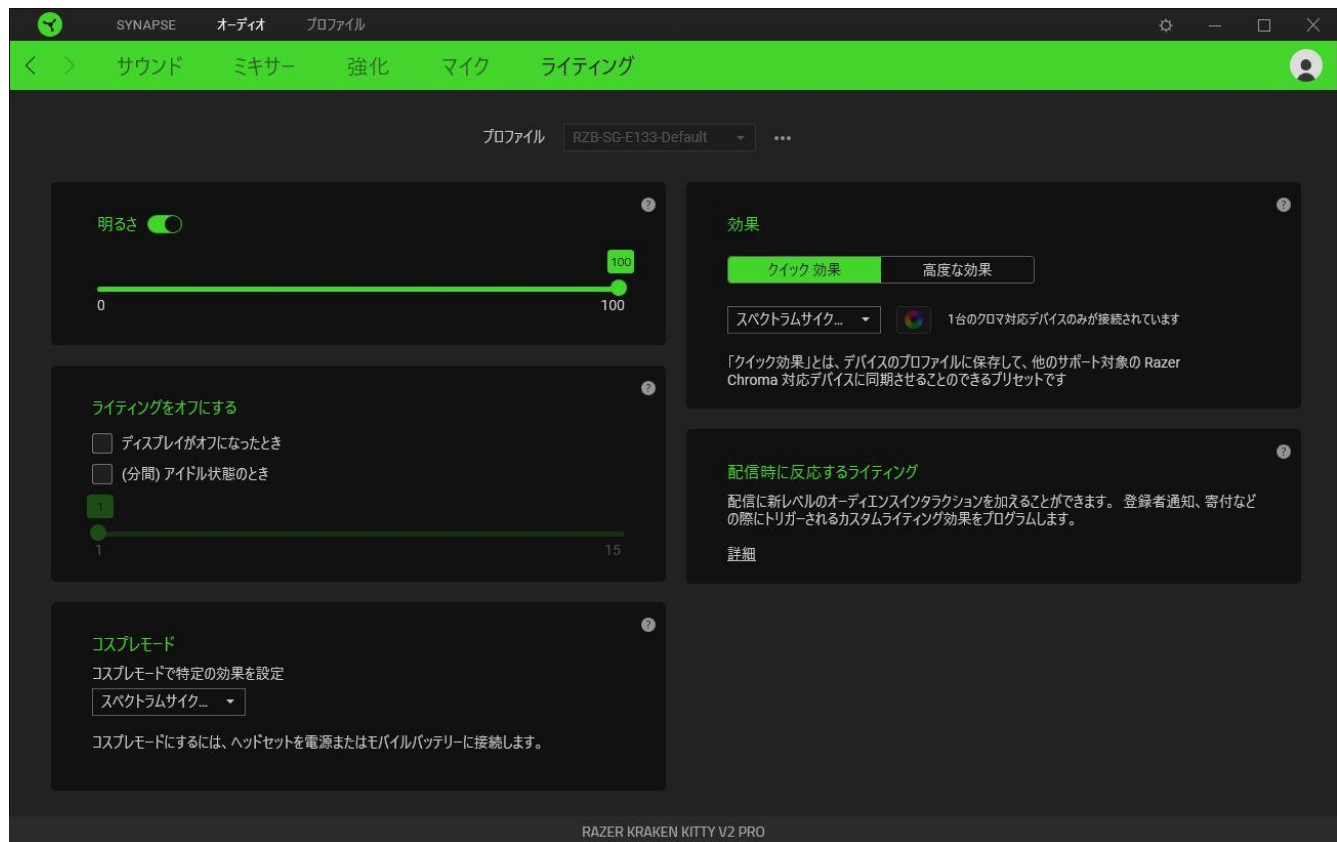 SYNAPSE オーディオ プロファイル
サウンド ミキサー 強化 マイク ライティング
プロファイル RZB-SG-E133-Default
明るさ
100
0 100
ライティングをオフにする
ディスプレイがオフになったとき
(分間) アイドル状態のとき
1
1 15
コスプレモード
コスプレモードで特定の効果を設定
スペクトラムサイク...
コスプレモードにするには、ヘッドセットを電源またはモバイルバッテリーに接続します。
効果
クイック 効果 高度な効果
スペクトラムサイク... 1台のクロマ対応デバイスのみが接続されています
「クイック効果」とは、デバイスのプロファイルに保存して、他のサポート対象の Razer
Chroma 対応デバイスに同期させることのできるプリセットです
配信時に反応するライティング
配信に新レベルのオーディエンスインタラクションを加えることができます。 登録者通知、寄付など
の際にトリガーされるカスタムライティング効果をプログラムします。
詳細
RAZER KRAKEN KITTY V2 PRO